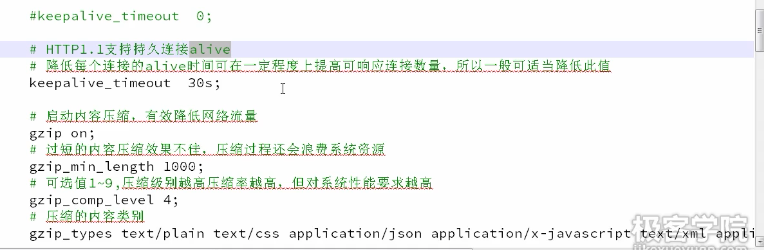 #keepalive_timeout  0;
# HTTP1.1支持持久连接alive
# 降低每个连接的alive时间可在一定程度上提高可响应连接数量，所以一般可适当降低此值
keepalive_timeout  30s;
# 启动内容压缩，有效降低网络流量
gzip on;
# 过短的内容压缩效果不佳，压缩过程还会浪费系统资源
gzip_min_length 1000;
# 可选值1~9,压缩级别越高压缩率越高，但对系统性能要求越高
gzip_comp_level 4;
# 压缩的内容类别
gzip_types text/plain text/css application/json application/x-javascript text/xml appli
极客学院